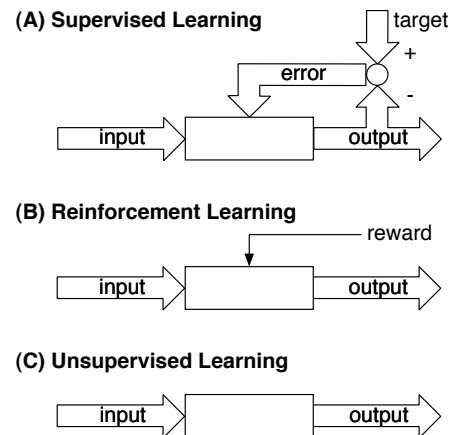 (A) Supervised Learning
target
+
error
-
input
output
(B) Reinforcement Learning
reward
input
output
(C) Unsupervised Learning
input
output